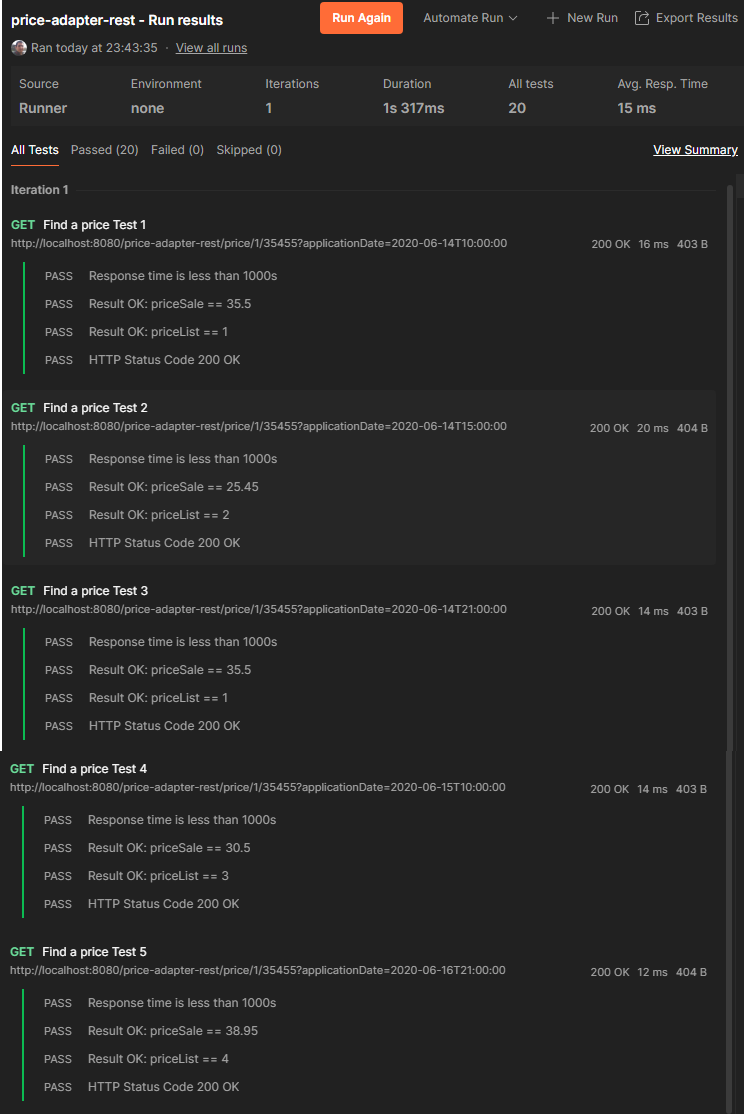 price-adapter-rest - Run results
Run Again
Automate Run
New Run
Export Results
Ran today at 23:43:35 · View all runs
Source Environment Iterations Duration All tests Avg. Resp. Time
Runner none 1 1s 317ms 20 15 ms
All Tests Passed (20) Failed (0) Skipped (0) View Summary
Iteration 1
GET Find a price Test 1
http://localhost:8080/price-adapter-rest/price/1/35455?applicationDate=2020-06-14T10:00:00 200 OK 16 ms 403 B
PASS Response time is less than 1000s
PASS Result OK: priceSale == 35.5
PASS Result OK: priceList == 1
PASS HTTP Status Code 200 OK
GET Find a price Test 2
http://localhost:8080/price-adapter-rest/price/1/35455?applicationDate=2020-06-14T15:00:00 200 OK 20 ms 404 B
PASS Response time is less than 1000s
PASS Result OK: priceSale == 25.45
PASS Result OK: priceList == 2
PASS HTTP Status Code 200 OK
GET Find a price Test 3
http://localhost:8080/price-adapter-rest/price/1/35455?applicationDate=2020-06-14T21:00:00 200 OK 14 ms 403 B
PASS Response time is less than 1000s
PASS Result OK: priceSale == 35.5
PASS Result OK: priceList == 1
PASS HTTP Status Code 200 OK
GET Find a price Test 4
http://localhost:8080/price-adapter-rest/price/1/35455?applicationDate=2020-06-15T10:00:00 200 OK 14 ms 403 B
PASS Response time is less than 1000s
PASS Result OK: priceSale == 30.5
PASS Result OK: priceList == 3
PASS HTTP Status Code 200 OK
GET Find a price Test 5
http://localhost:8080/price-adapter-rest/price/1/35455?applicationDate=2020-06-16T21:00:00 200 OK 12 ms 404 B
PASS Response time is less than 1000s
PASS Result OK: priceSale == 38.95
PASS Result OK: priceList == 4
PASS HTTP Status Code 200 OK